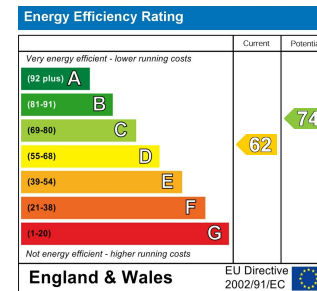 Energy Efficiency Rating
Current
Very energy efficient - lower running costs
(92 plus) A
(81-91) B
(69-80) C
(55-68) D
(39-54) E
(21-38) F
(1-20) G
62
74
Not energy efficient - higher running costs
England & Wales
EU Directive
2002/91/EC